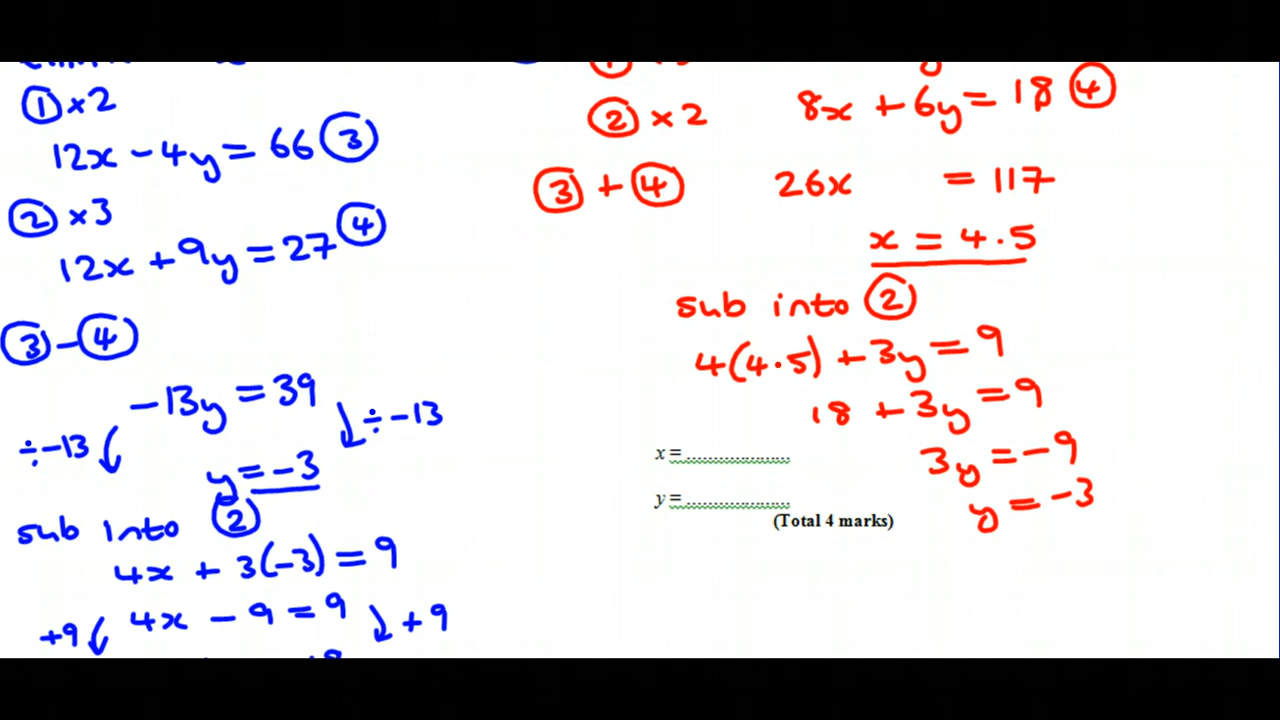 ① ×2
12x − 4y = 66 ③
② ×3
12x + 9y = 27 ④
③ − ④
−13y = 39
÷−13 ÷−13
y = −3
sub into ②
4x + 3(−3) = 9
+9 4x − 9 = 9 +9
18
② × 2 8x + 6y = 18 ④
③ + ④ 26x = 117
x = 4.5
sub into ②
4(4.5) + 3y = 9
18 + 3y = 9
3y = −9
y = −3
x = ......................
y = ......................
(Total 4 marks)